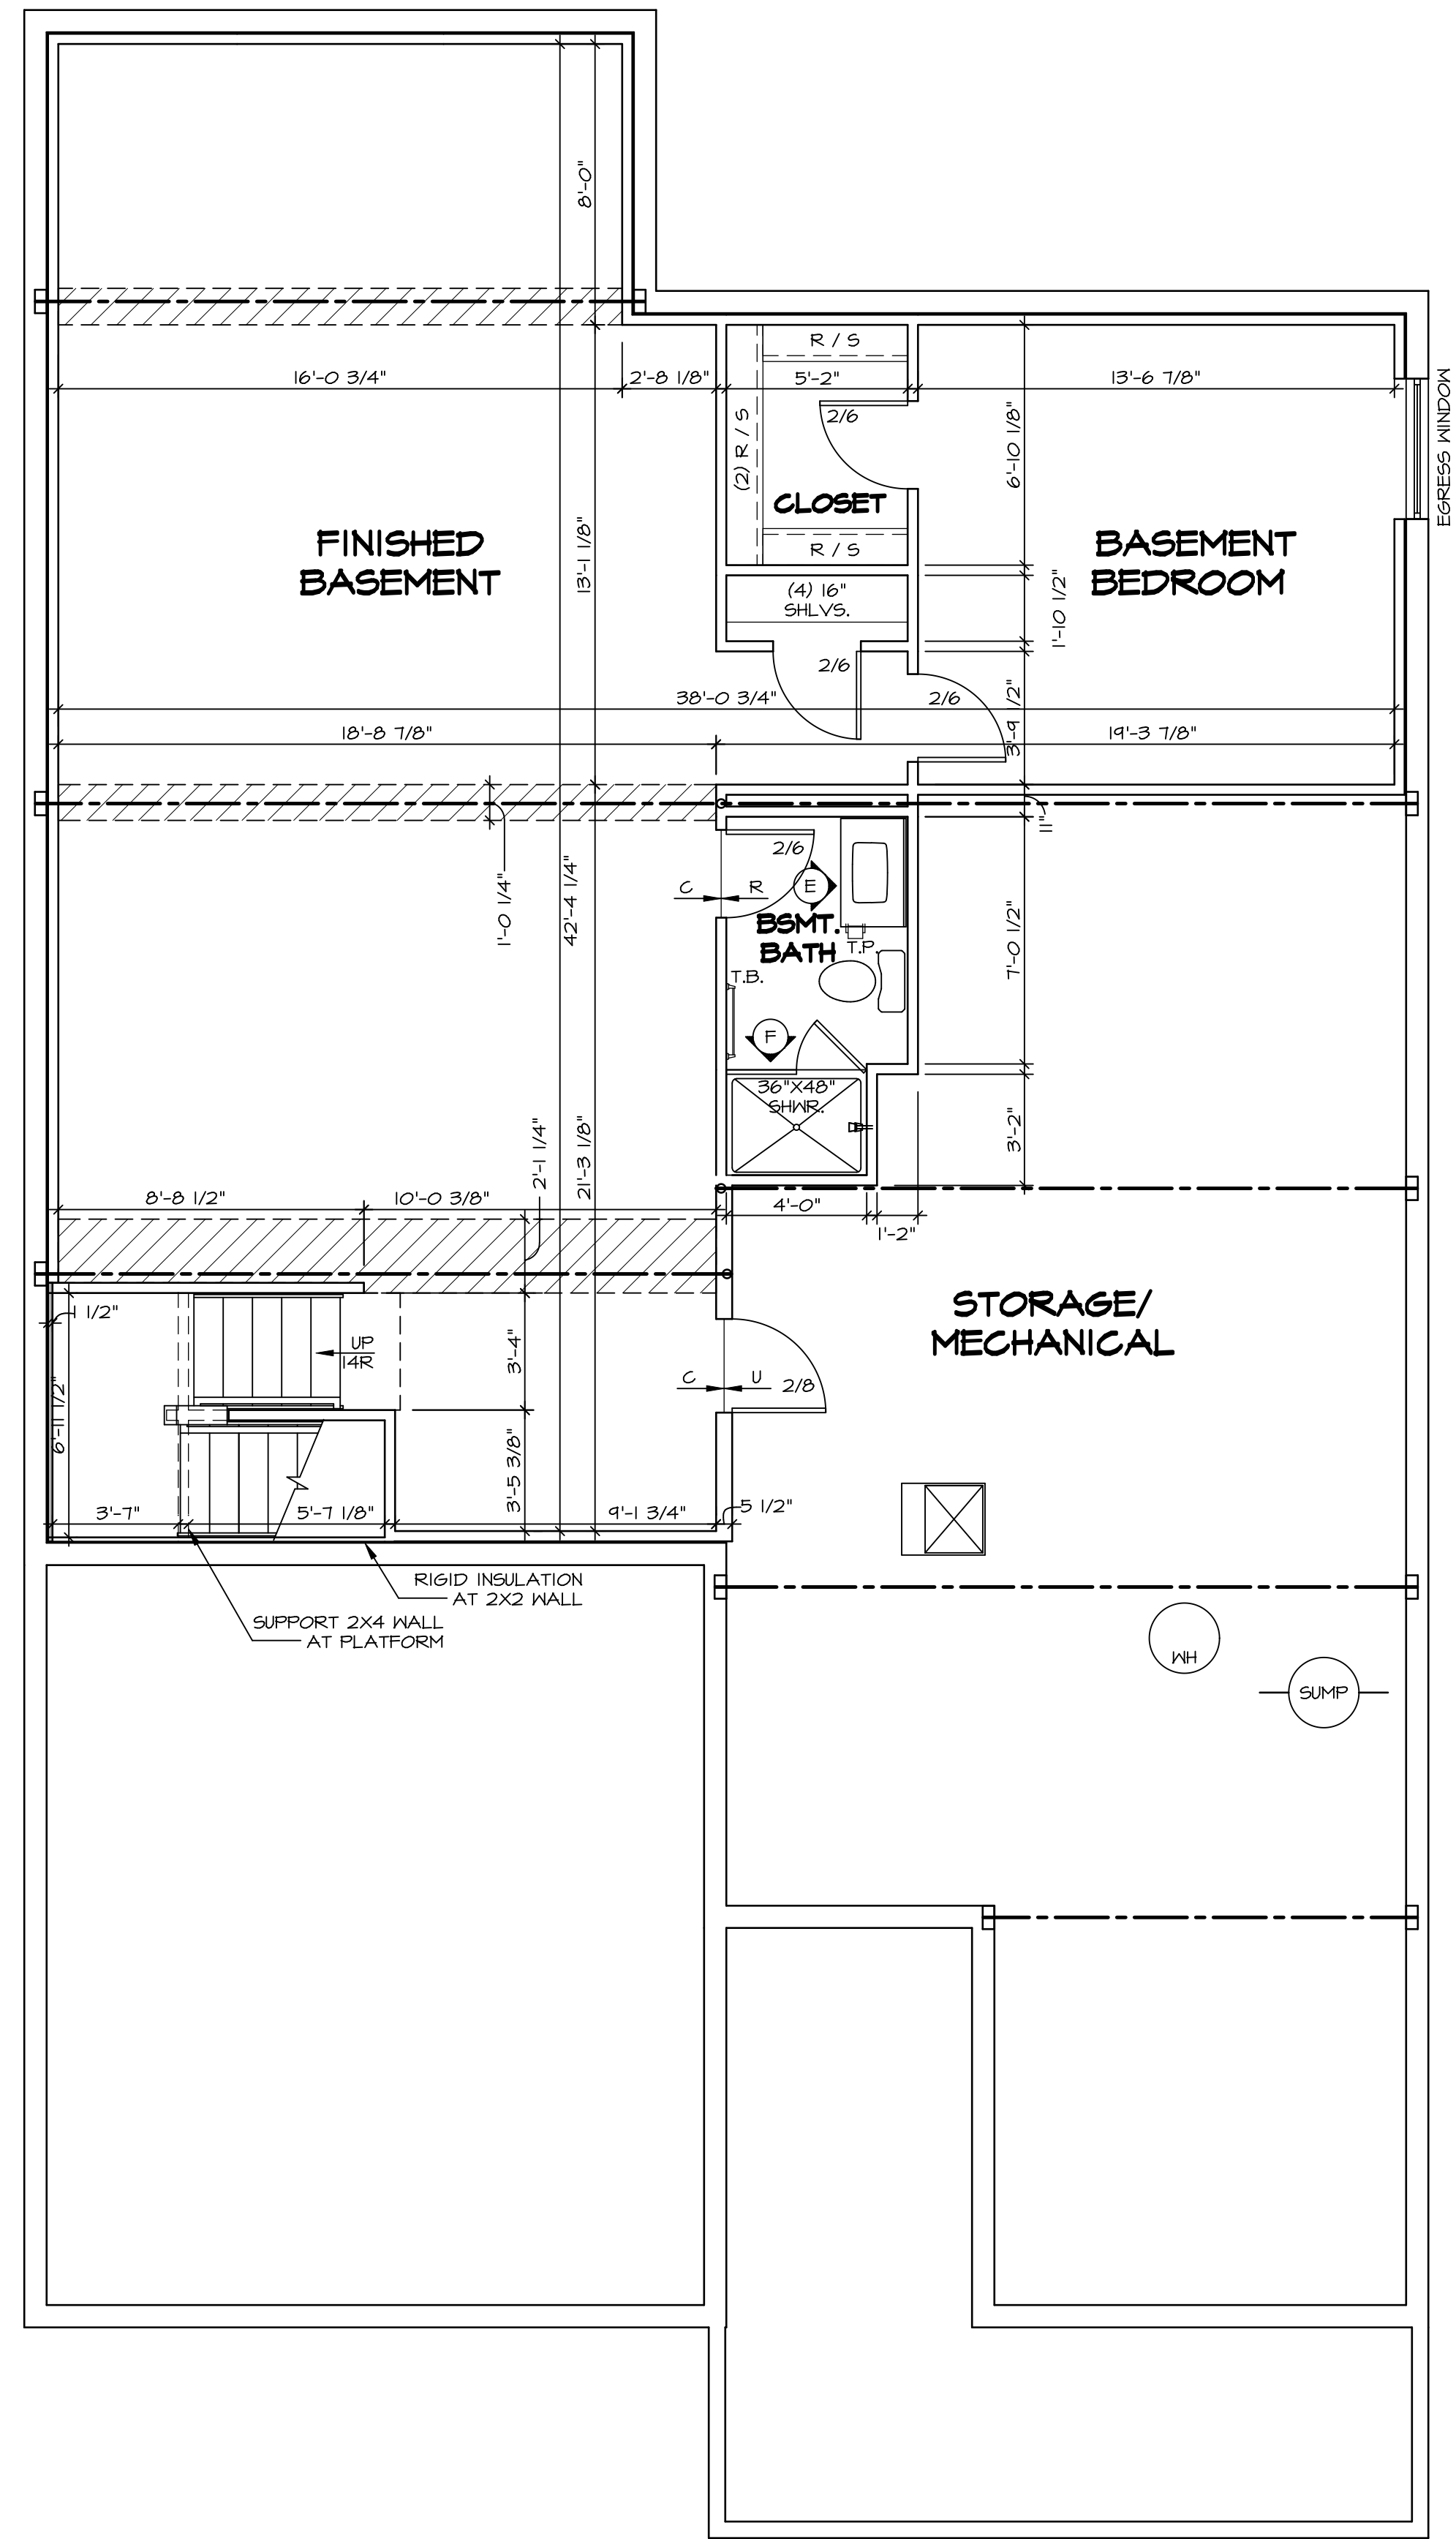 8'-0"
R / S
16'-0 3/4"
2'-8 1/8"
5'-2"
13'-6 7/8"
EGRESS WINDOW
2/6
(2) R / S
6'-10 1/8"
CLOSET
FINISHED
BASEMENT
13'-1 1/8"
R / S
BASEMENT
BEDROOM
(4) 16"
SHLVS.
1'-10 1/2"
2/6
38'-0 3/4"
2/6
3'-9 1/2"
18'-8 7/8"
19'-3 7/8"
11"
2/6
C
R
E
1'-0 1/4"
42'-4 1/4"
BSMT.
BATH
T.P.
7'-0 1/2"
T.B.
F
36"X48"
SHWR.
3'-2"
2'-1 1/4"
21'-3 1/8"
8'-8 1/2"
10'-0 3/8"
4'-0"
1'-2"
STORAGE/
MECHANICAL
1 1/2"
UP
14R
3'-4"
C
U
2/8
6'-11 1/2"
3'-5 3/8"
3'-7"
5'-7 1/8"
9'-1 3/4"
5 1/2"
RIGID INSULATION
AT 2X2 WALL
SUPPORT 2X4 WALL
AT PLATFORM
WH
SUMP